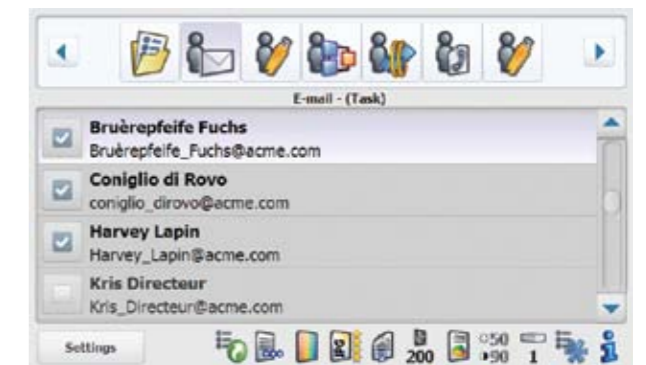 E-mail - (Task)
Bruèrepfeife Fuchs
Bruèrepfeife_Fuchs@acme.com
Coniglio di Rovo
coniglio_dirovo@acme.com
Harvey Lapin
Harvey_Lapin@acme.com
Kris Directeur
Kris_Directeur@acme.com
Settings
200
50
90
1